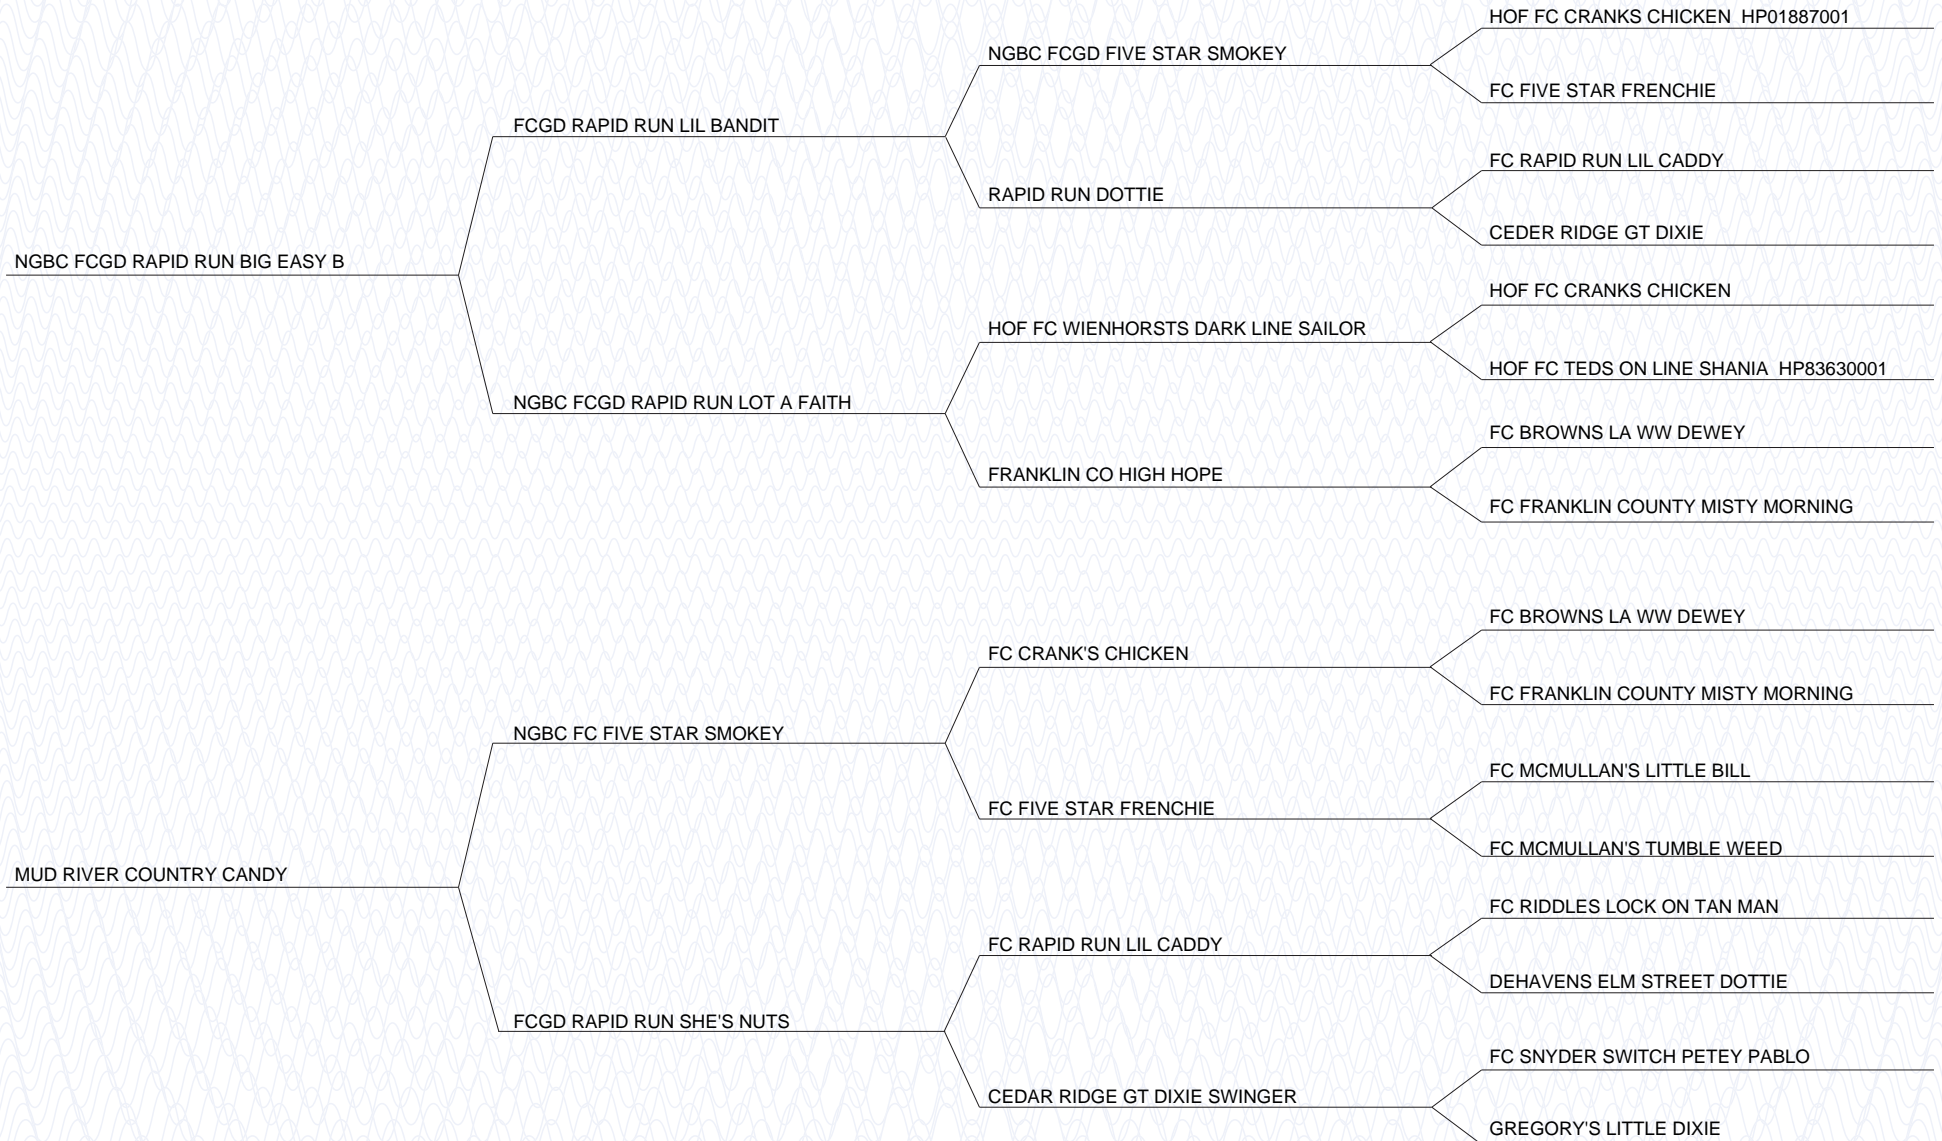 HOF FC CRANKS CHICKEN  HP01887001
NGBC FCGD FIVE STAR SMOKEY
FC FIVE STAR FRENCHIE
FCGD RAPID RUN LIL BANDIT
FC RAPID RUN LIL CADDY
RAPID RUN DOTTIE
CEDER RIDGE GT DIXIE
NGBC FCGD RAPID RUN BIG EASY B
HOF FC CRANKS CHICKEN
HOF FC WIENHORSTS DARK LINE SAILOR
HOF FC TEDS ON LINE SHANIA  HP83630001
NGBC FCGD RAPID RUN LOT A FAITH
FC BROWNS LA WW DEWEY
FRANKLIN CO HIGH HOPE
FC FRANKLIN COUNTY MISTY MORNING
FC BROWNS LA WW DEWEY
FC CRANK'S CHICKEN
FC FRANKLIN COUNTY MISTY MORNING
NGBC FC FIVE STAR SMOKEY
FC MCMULLAN'S LITTLE BILL
FC FIVE STAR FRENCHIE
FC MCMULLAN'S TUMBLE WEED
MUD RIVER COUNTRY CANDY
FC RIDDLES LOCK ON TAN MAN
FC RAPID RUN LIL CADDY
DEHAVENS ELM STREET DOTTIE
FCGD RAPID RUN SHE'S NUTS
FC SNYDER SWITCH PETEY PABLO
CEDAR RIDGE GT DIXIE SWINGER
GREGORY'S LITTLE DIXIE